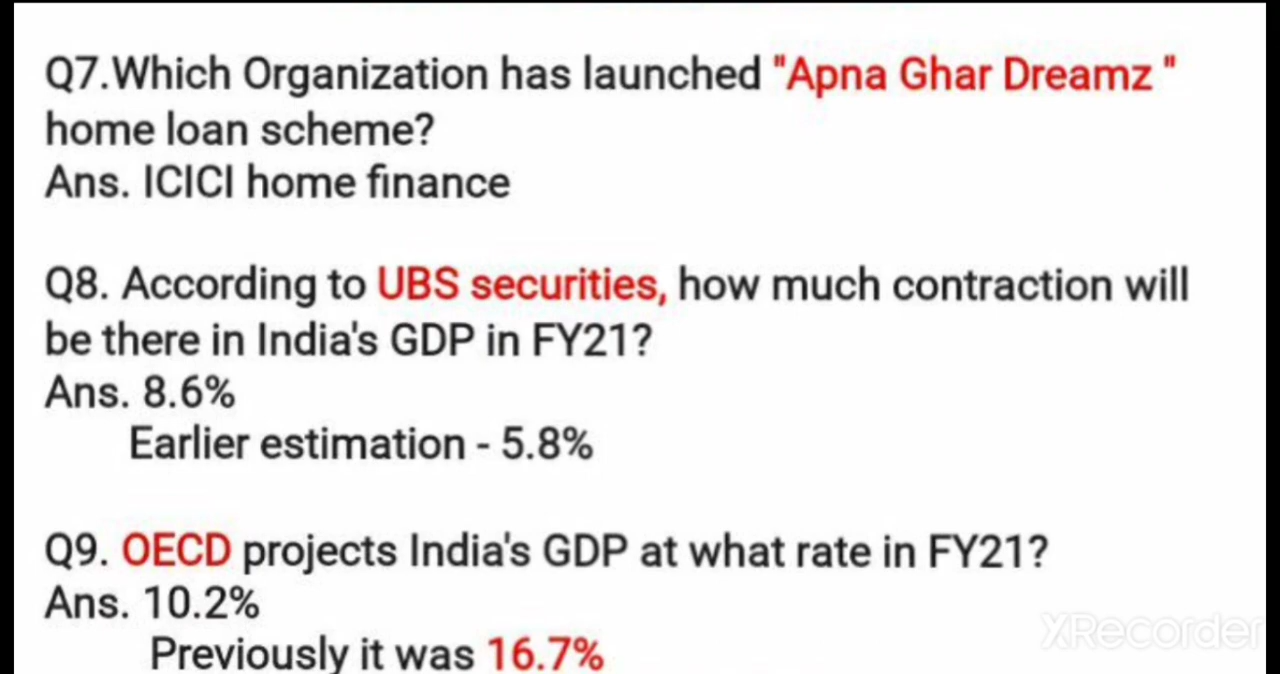 Q7.Which Organization has launched "Apna Ghar Dreamz "
home loan scheme?
Ans. ICICI home finance
Q8. According to UBS securities, how much contraction will
be there in India's GDP in FY21?
Ans. 8.6%
Earlier estimation - 5.8%
Q9. OECD projects India's GDP at what rate in FY21?
Ans. 10.2%
XRecorder
Previously it was 16.7%